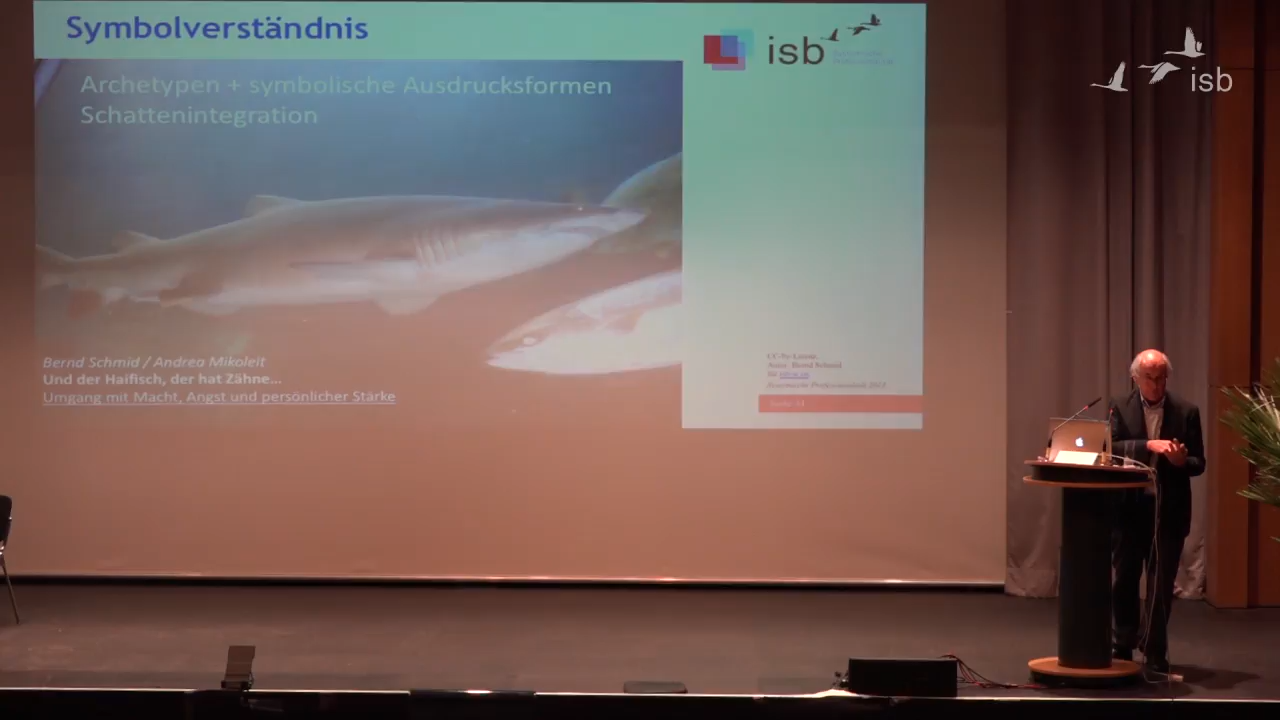 Symbolverständnis
isb
isb
Archetypen + symbolische Ausdrucksformen
Schattenintegration
Bernd Schmid / Andrea Mikoleit
Und der Haifisch, der hat Zähne...
Umgang mit Macht, Angst und persönlicher Stärke